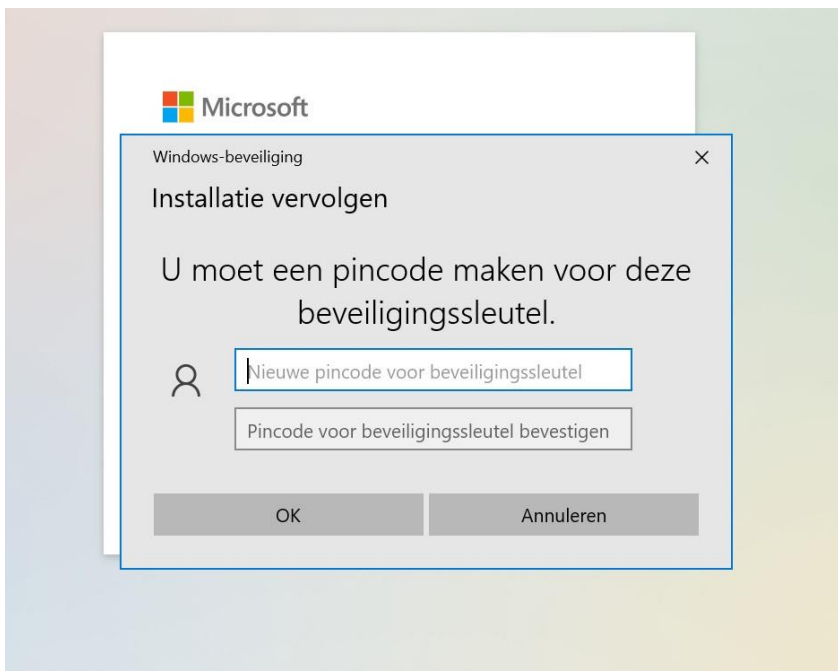 Microsoft
Windows-beveiliging
Installatie vervolgen
U moet een pincode maken voor deze
beveiligingssleutel.
Nieuwe pincode voor beveiligingssleutel
Pincode voor beveiligingssleutel bevestigen
OK
Annuleren